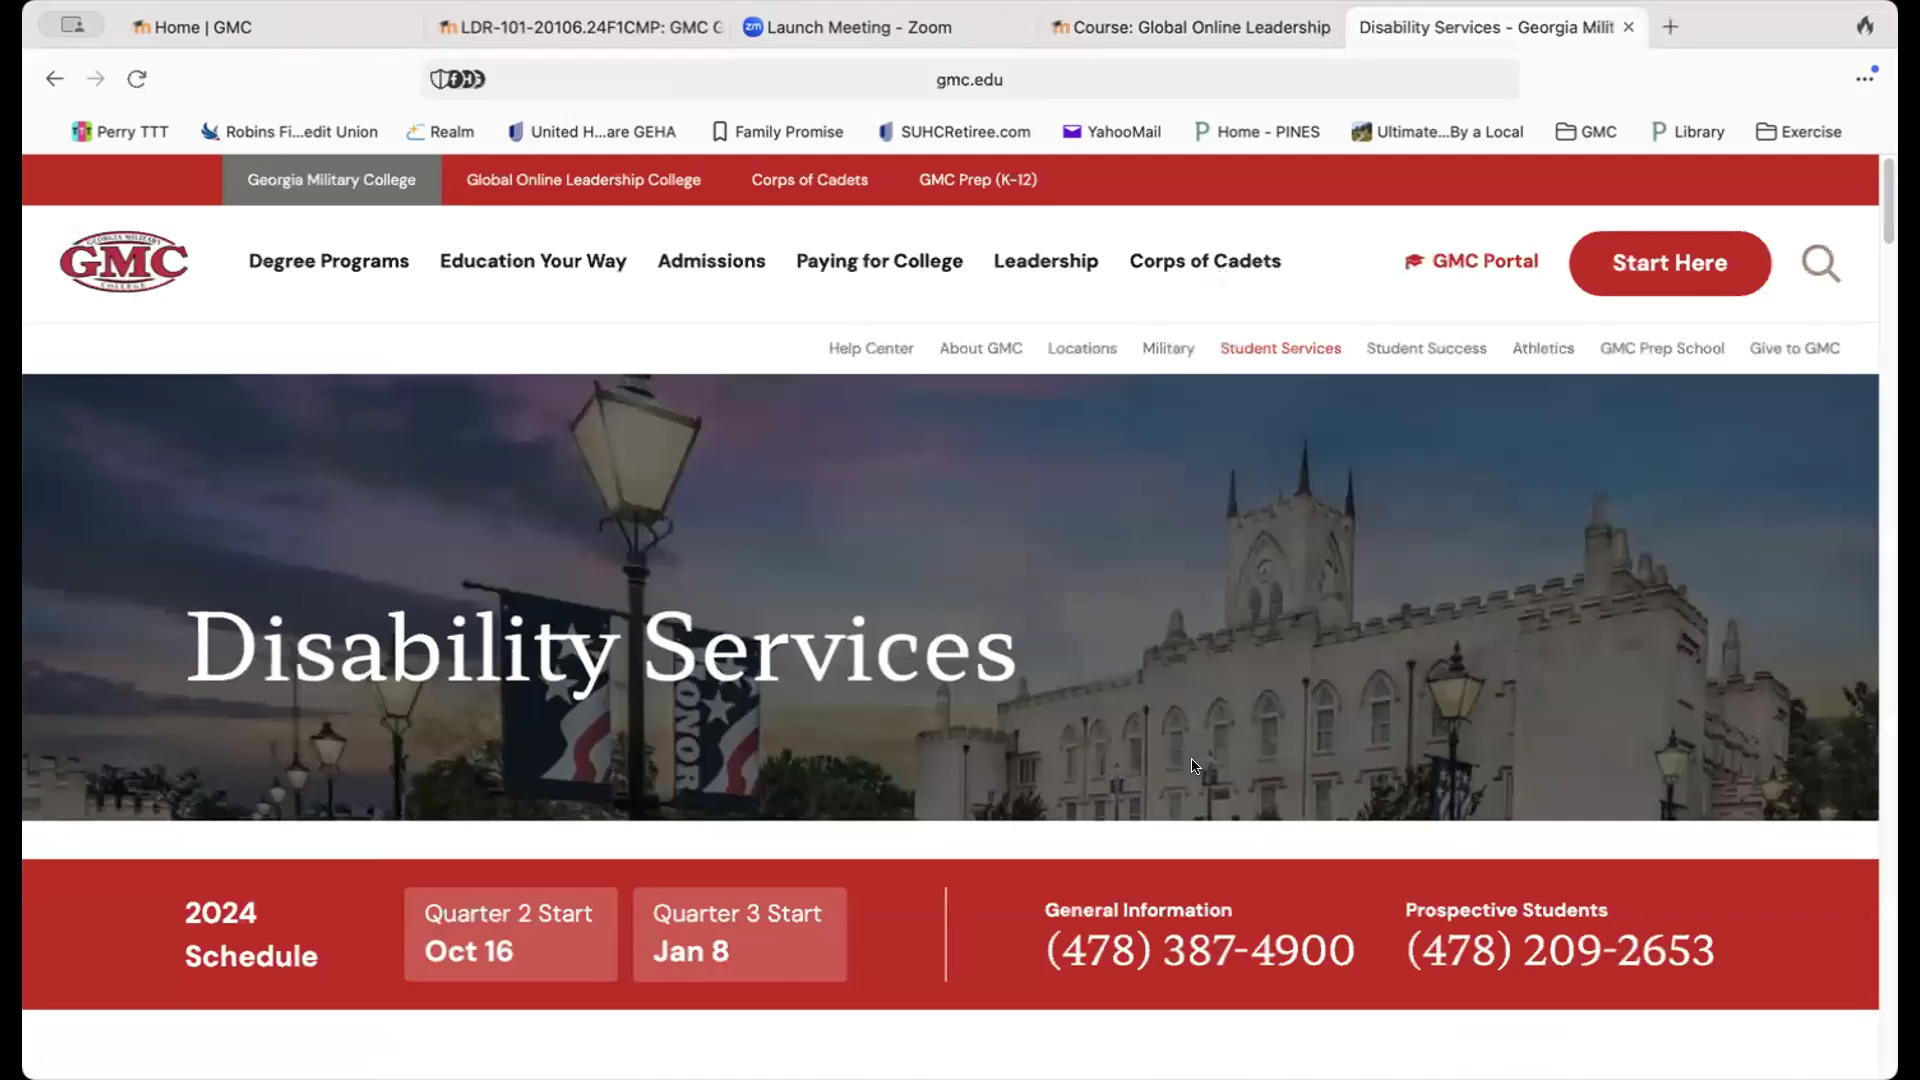 Home | GMC
LDR-101-20106.24F1CMP: GMC
Launch Meeting - Zoom
Course: Global Online Leadership
Disability Services - Georgia Milit
gmc.edu
Perry TTT
Robins Fi...edit Union
Realm
United H...are GEHA
Family Promise
SUHCRetiree.com
YahooMail
Home - PINES
Ultimate...By a Local
GMC
Library
Exercise
Georgia Military College
Global Online Leadership College
Corps of Cadets
GMC Prep (K-12)
GEORGIA MILITARY
GMC
COLLEGE
Degree Programs
Education Your Way
Admissions
Paying for College
Leadership
Corps of Cadets
GMC Portal
Start Here
Help Center
About GMC
Locations
Military
Student Services
Student Success
Athletics
GMC Prep School
Give to GMC
Disability Services
HONOR
2024
Schedule
Quarter 2 Start
Oct 16
Quarter 3 Start
Jan 8
General Information
(478) 387-4900
Prospective Students
(478) 209-2653